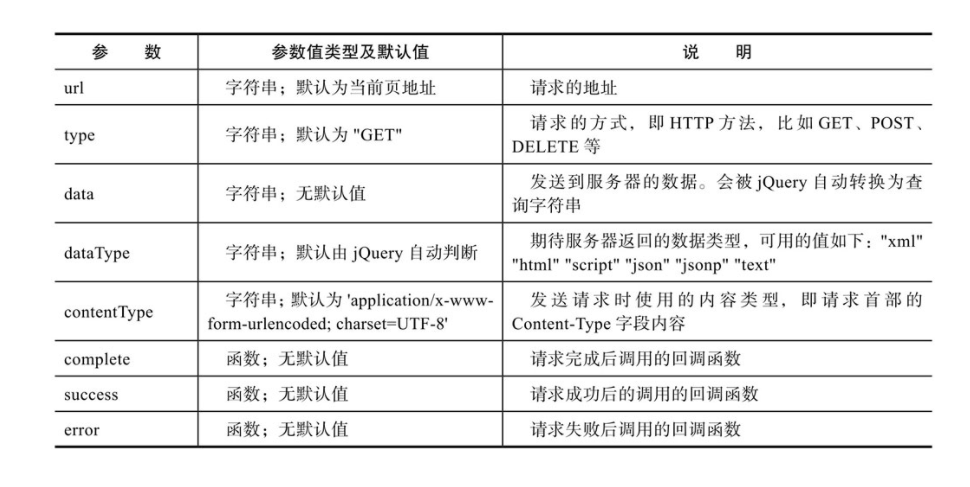 参 数 参数值类型及默认值 说 明
url 字符串；默认为当前页地址 请求的地址
type 字符串；默认为 "GET" 请求的方式，即 HTTP 方法，比如 GET、POST、
DELETE 等
data 字符串；无默认值 发送到服务器的数据。会被 jQuery 自动转换为查
询字符串
dataType 字符串；默认由 jQuery 自动判断 期待服务器返回的数据类型，可用的值如下："xml"
"html" "script" "json" "jsonp" "text"
contentType 字符串；默认为 'application/x-www- 发送请求时使用的内容类型，即请求首部的
form-urlencoded; charset=UTF-8' Content-Type 字段内容
complete 函数；无默认值 请求完成后调用的回调函数
success 函数；无默认值 请求成功后的调用的回调函数
error 函数；无默认值 请求失败后调用的回调函数